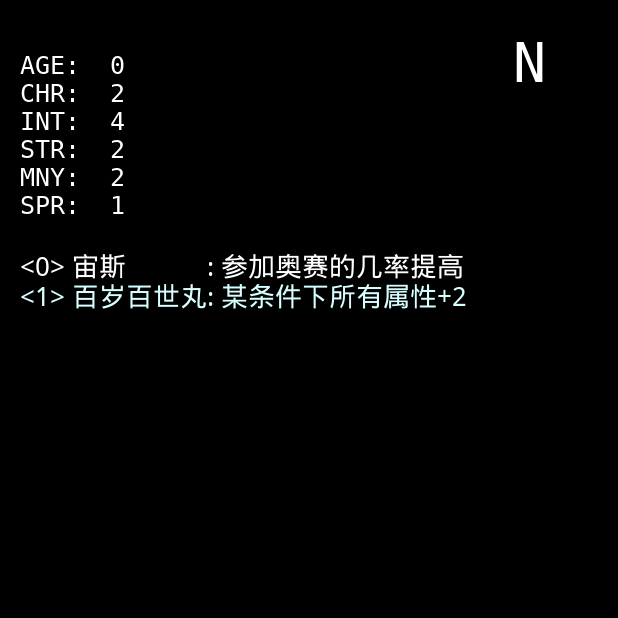 N
AGE: 0
CHR: 2
INT: 4
STR: 2
MNY: 2
SPR: 1
<0> 宙斯 : 参加奥赛的几率提高
<1> 百岁百世丸: 某条件下所有属性+2